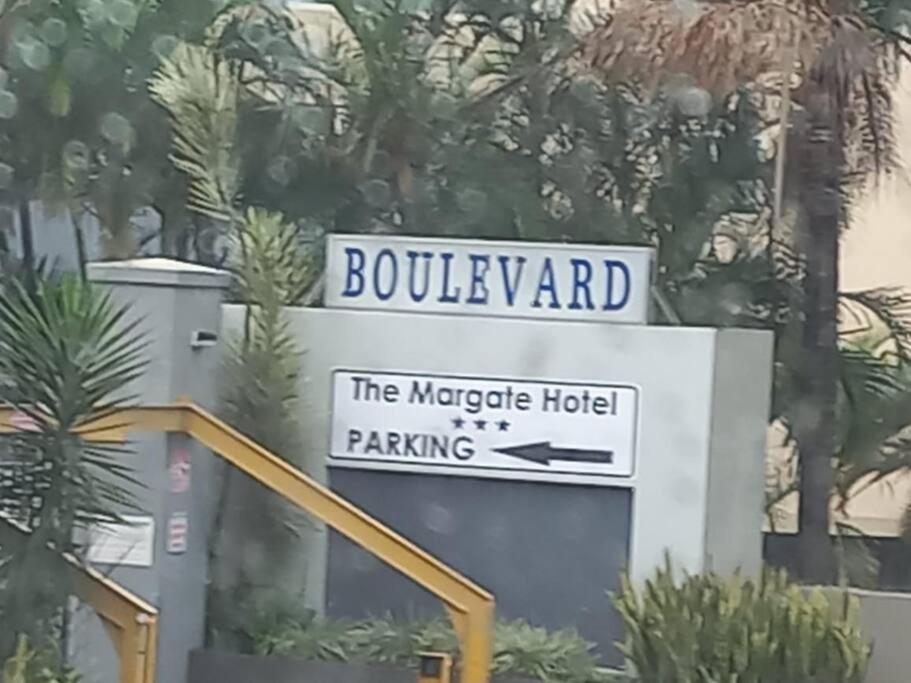 BOULEVARD
The Margate Hotel
★★★
PARKING